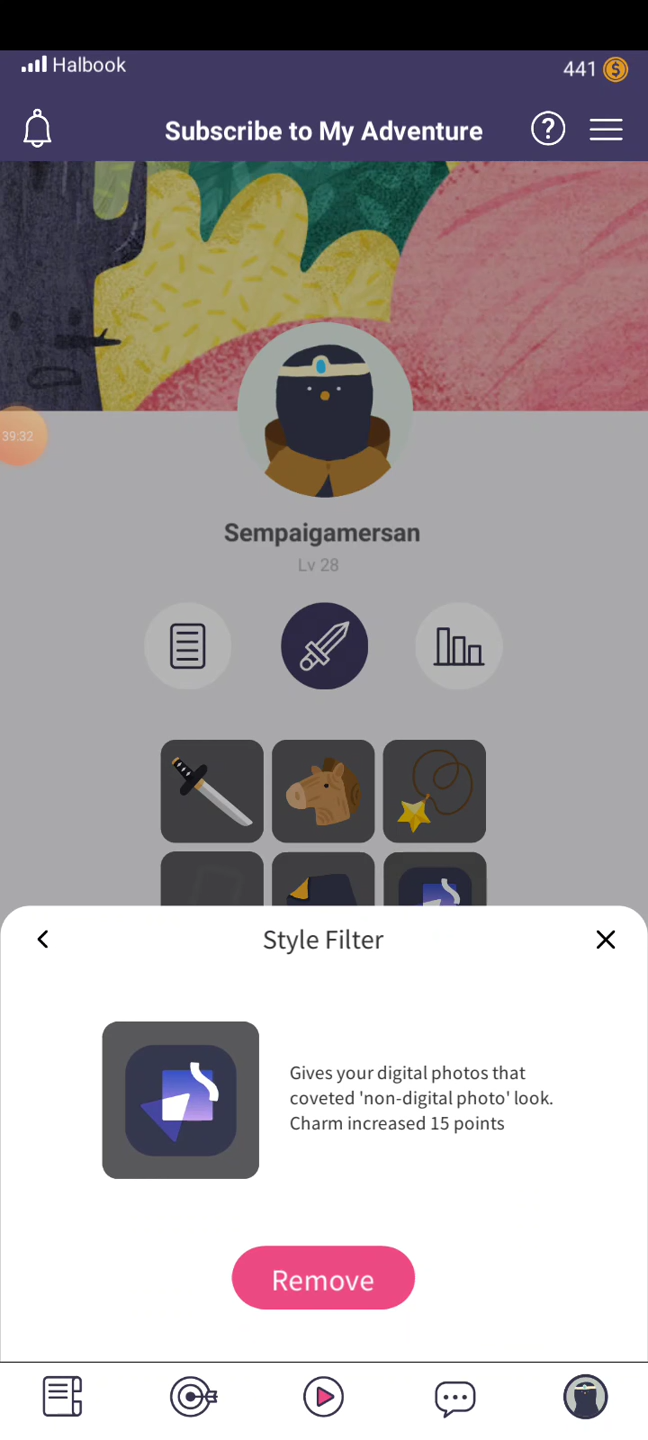 Halbook
441
Subscribe to My Adventure
39:32
Sempaigamersan
Lv 28
Style Filter
Gives your digital photos that
coveted 'non-digital photo' look.
Charm increased 15 points
Remove